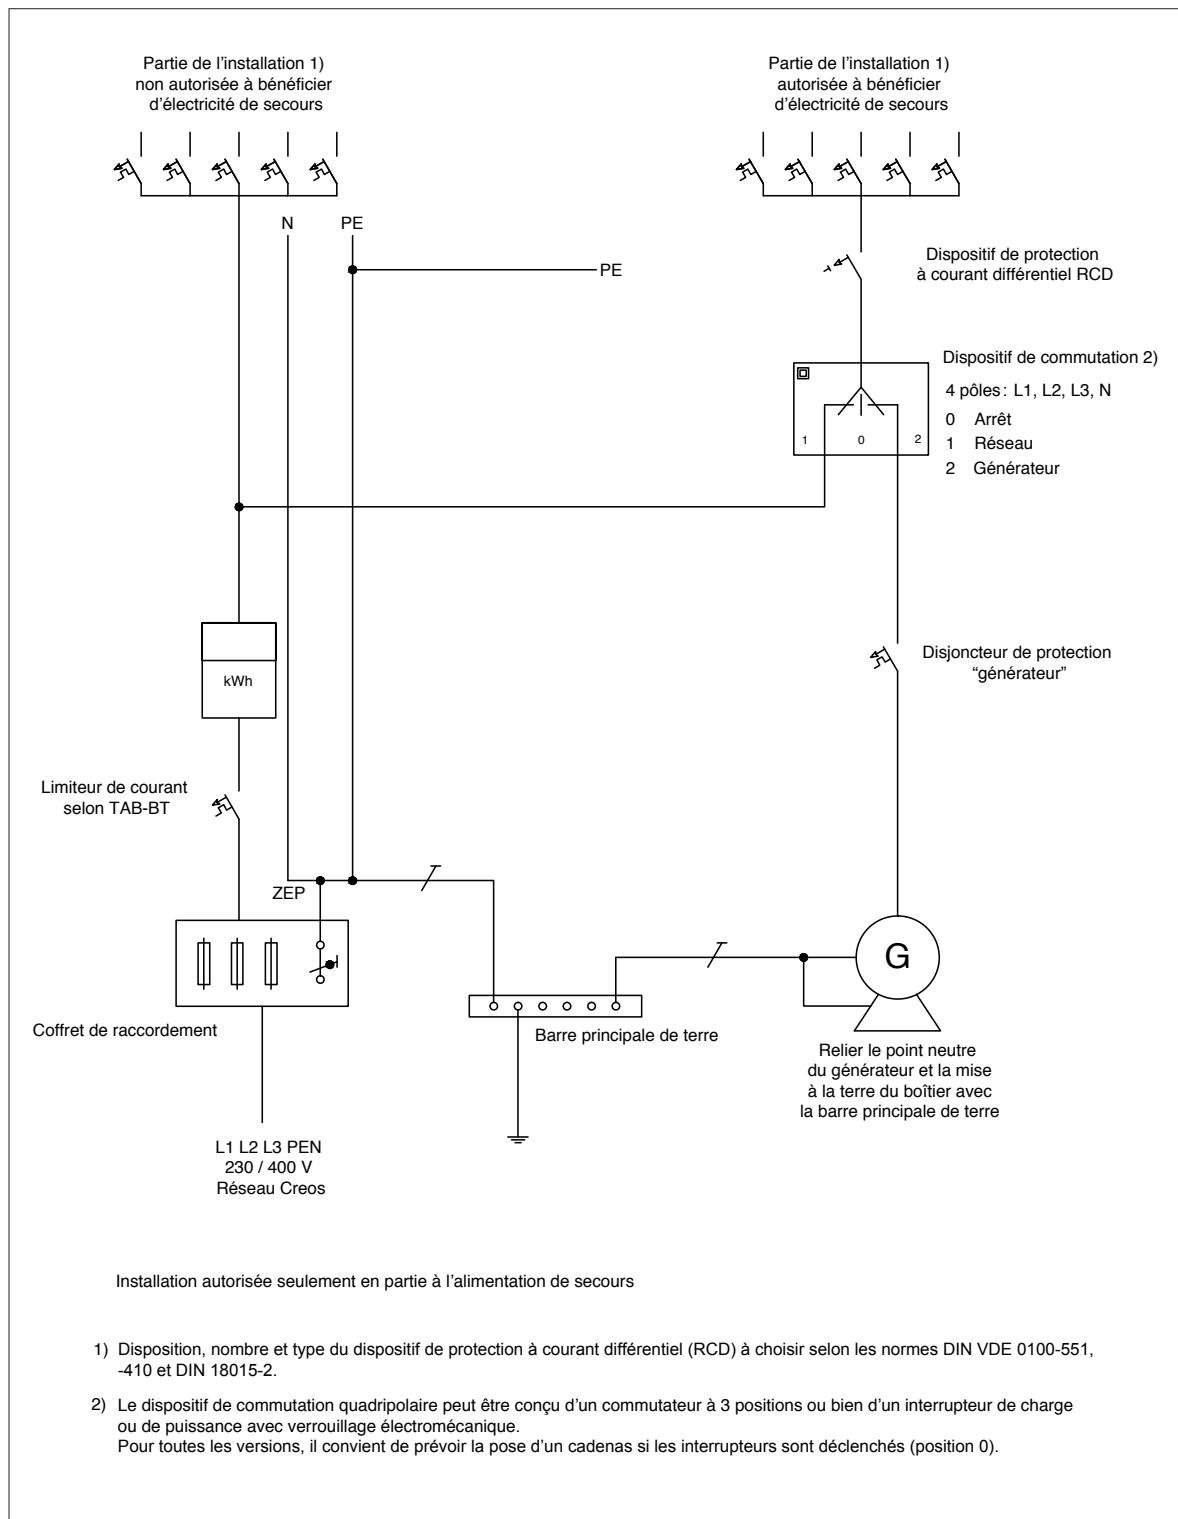 Partie de l'installation 1)
non autorisée à bénéficier
d'électricité de secours
Partie de l'installation 1)
autorisée à bénéficier
d'électricité de secours
N
PE
PE
Dispositif de protection
à courant différentiel RCD
Dispositif de commutation 2)
4 pôles : L1, L2, L3, N
0 Arrêt
1 Réseau
2 Générateur
1
0
2
kWh
Disjoncteur de protection
“générateur”
Limiteur de courant
selon TAB-BT
ZEP
G
Coffret de raccordement
Barre principale de terre
Relier le point neutre
du générateur et la mise
à la terre du boîtier avec
la barre principale de terre
L1 L2 L3 PEN
230 / 400 V
Réseau Creos
Installation autorisée seulement en partie à l'alimentation de secours
1) Disposition, nombre et type du dispositif de protection à courant différentiel (RCD) à choisir selon les normes DIN VDE 0100-551,
-410 et DIN 18015-2.
2) Le dispositif de commutation quadripolaire peut être conçu d'un commutateur à 3 positions ou bien d'un interrupteur de charge
ou de puissance avec verrouillage électromécanique.
Pour toutes les versions, il convient de prévoir la pose d'un cadenas si les interrupteurs sont déclenchés (position 0).